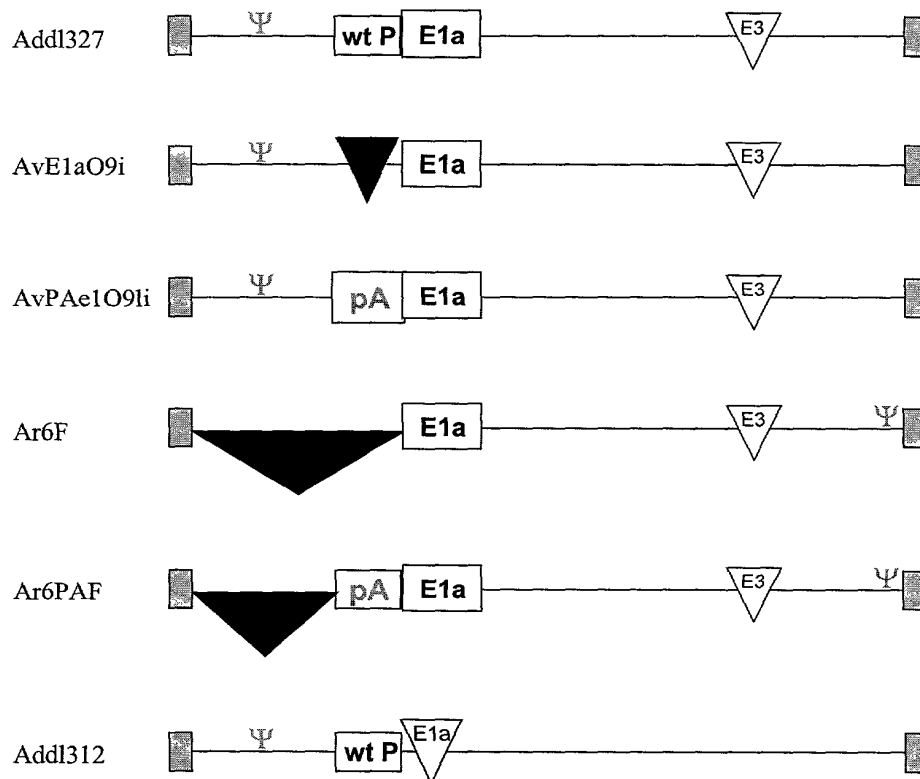 Addl327 Ψ wt P E1a E3
AvE1aO9i Ψ E1a E3
AvPAe1O9li Ψ pA E1a E3
Ar6F E1a E3 Ψ
Ar6PAF pA E1a E3 Ψ
Addl312 Ψ wt P E1a